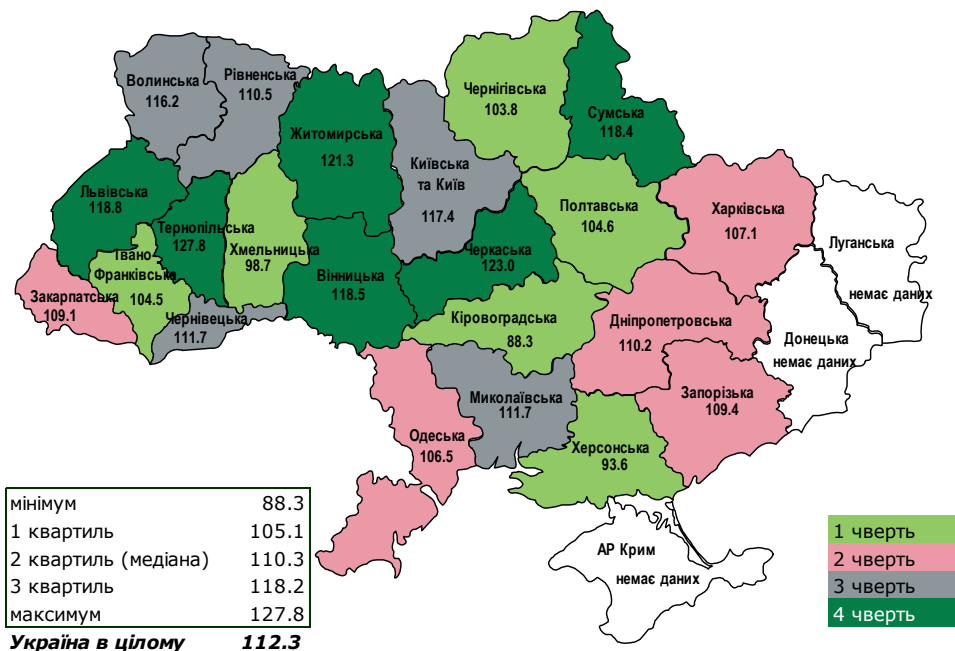 Волинська
116.2
Рівненська
110.5
Житомирська
121.3
Київська
та Київ
117.4
Чернігівська
103.8
Сумська
118.4
Львівська
118.8
Тернопільська
127.8
Хмельницька
98.7
Вінницька
118.5
Черкаська
123.0
Полтавська
104.6
Харківська
107.1
Луганська
немає даних
Івано-
Франківська
104.5
Закарпатська
109.1
Чернівецька
111.7
Кіровоградська
88.3
Дніпропетровська
110.2
Донецька
немає даних
Миколаївська
111.7
Запорізька
109.4
Одеська
106.5
Херсонська
93.6
АР Крим
немає даних
мінімум 88.3
1 квартиль 105.1
2 квартиль (медіана) 110.3
3 квартиль 118.2
максимум 127.8
Україна в цілому 112.3
1 чверть
2 чверть
3 чверть
4 чверть